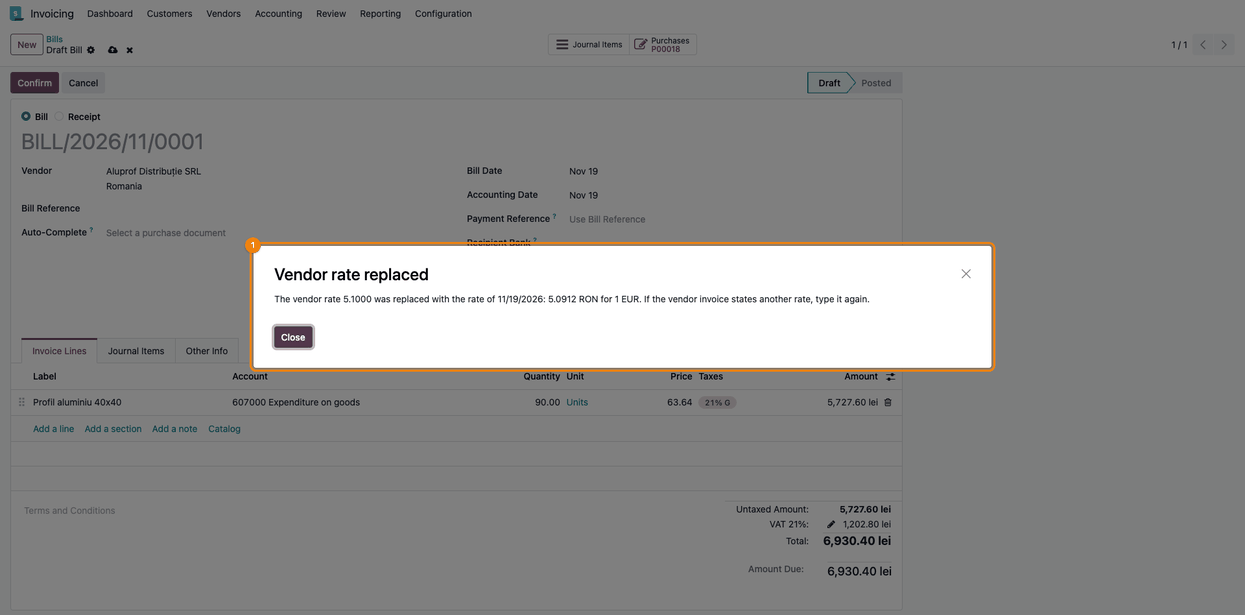 Invoicing Dashboard Customers Vendors Accounting Review Reporting Configuration
New
Bills
Draft Bill
Journal Items
Purchases
P00018
1 / 1
Confirm Cancel
Draft Posted
Bill Receipt
BILL/2026/11/0001
Vendor Aluprof Distribuție SRL
Romania
Bill Reference
Auto-Complete ? Select a purchase document
Bill Date Nov 19
Accounting Date Nov 19
Payment Reference ? Use Bill Reference
Recipient Bank ?
1
Vendor rate replaced
The vendor rate 5.1000 was replaced with the rate of 11/19/2026: 5.0912 RON for 1 EUR. If the vendor invoice states another rate, type it again.
Close
Invoice Lines Journal Items Other Info
Label Account Quantity Unit Price Taxes Amount
Profil aluminiu 40x40 607000 Expenditure on goods 90.00 Units 63.64 21% G 5,727.60 lei
Add a line Add a section Add a note Catalog
Terms and Conditions
Untaxed Amount: 5,727.60 lei
VAT 21%: 1,202.80 lei
Total: 6,930.40 lei
Amount Due: 6,930.40 lei